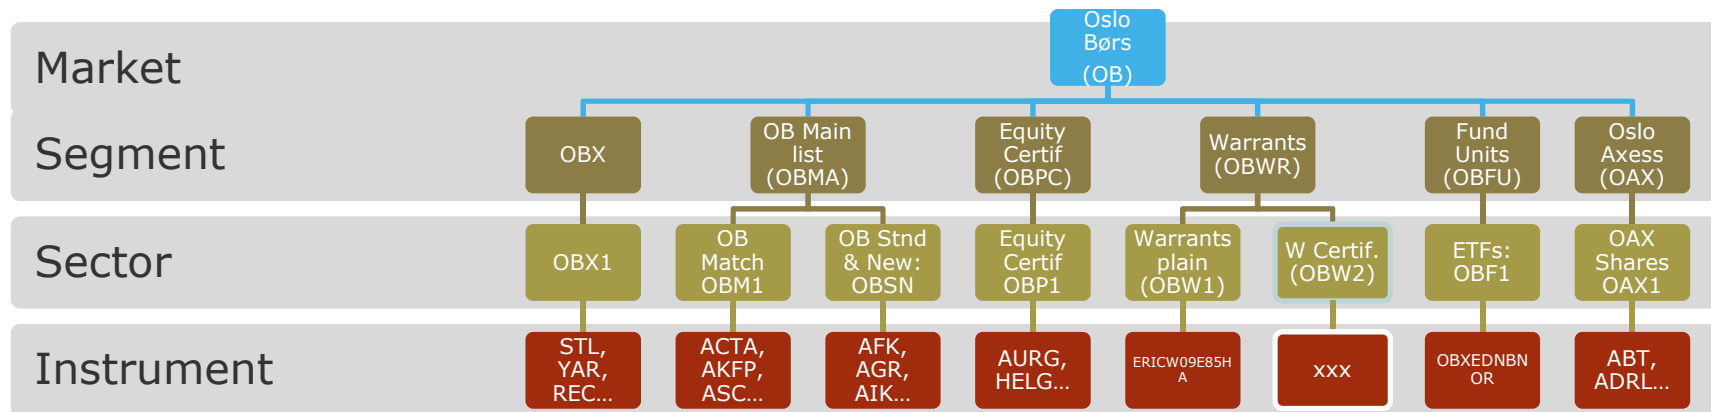 Market
Oslo
Børs
(OB)
Segment
OBX
OB Main
list
(OBMA)
Equity
Certif
(OBPC)
Warrants
(OBWR)
Fund
Units
(OBFU)
Oslo
Axess
(OAX)
Sector
OBX1
OB
Match
OBM1
OB Stnd
& New:
OBSN
Equity
Certif
OBP1
Warrants
plain
(OBW1)
W Certif.
(OBW2)
ETFs:
OBF1
OAX
Shares
OAX1
Instrument
STL,
YAR,
REC...
ACTA,
AKFP,
ASC...
AFK,
AGR,
AIK...
AURG,
HELG...
ERICW09E85H
A
xxx
OBXEDNBN
OR
ABT,
ADRL...